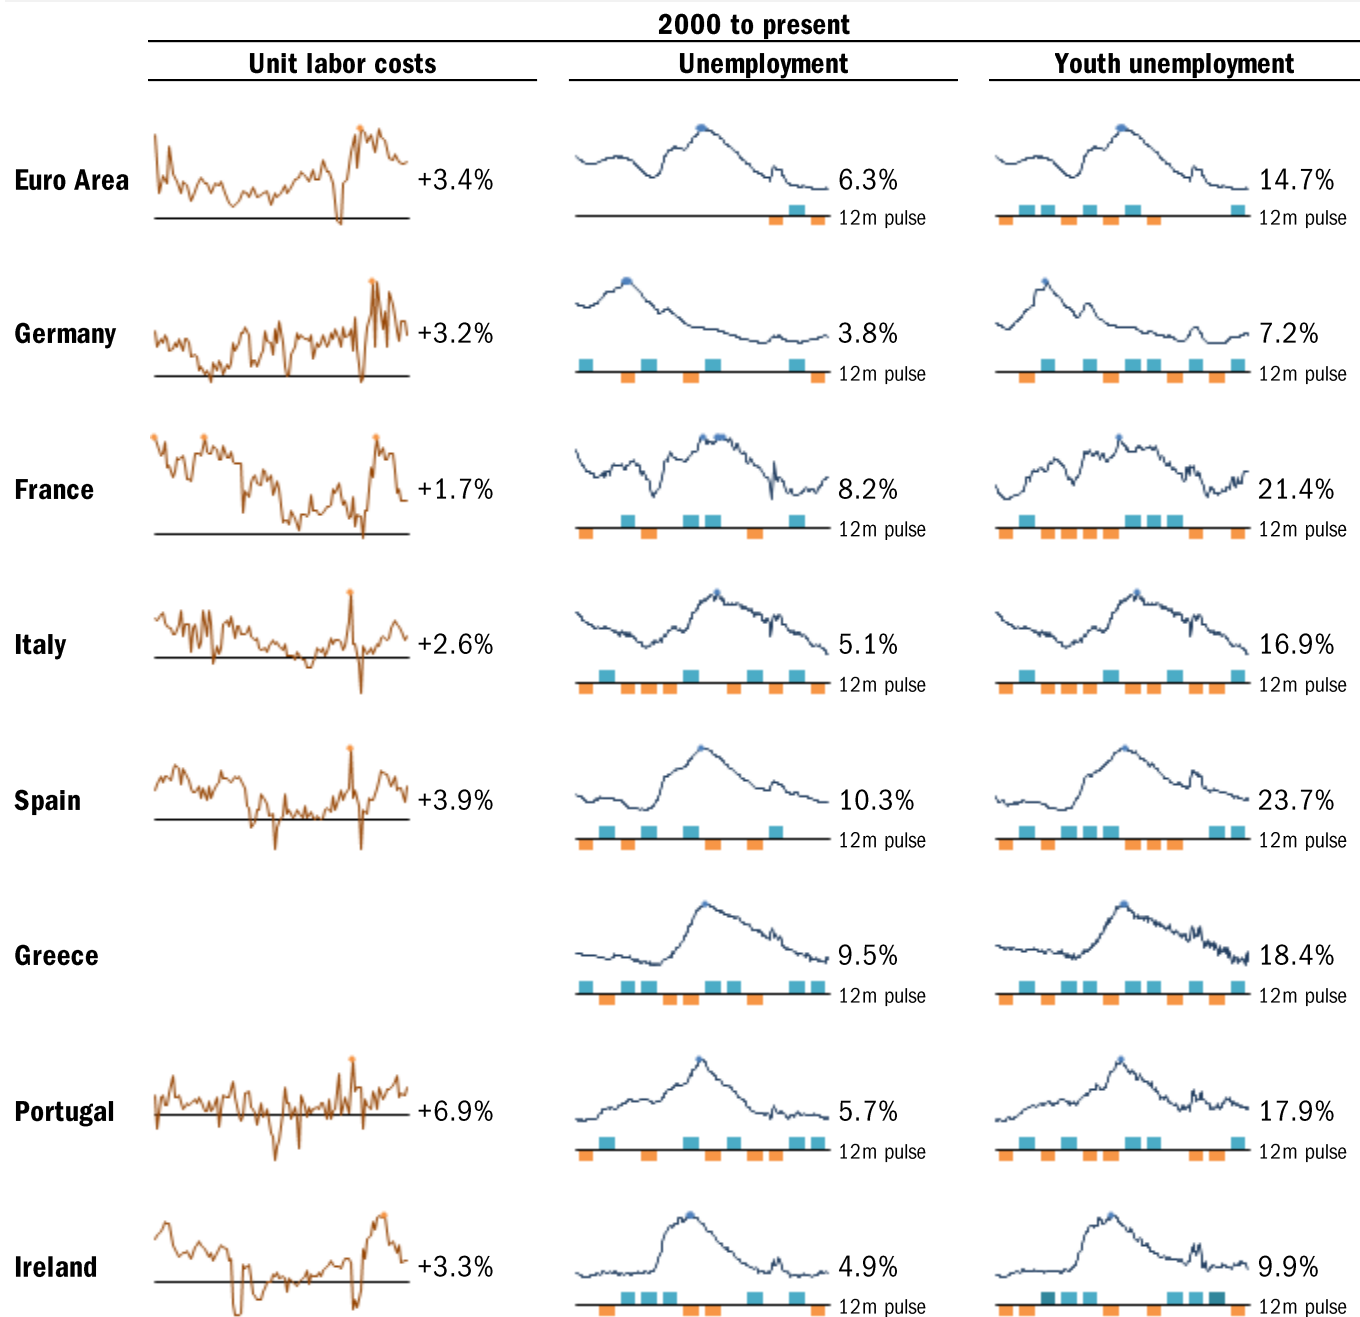 2000 to present
Unit labor costs Unemployment Youth unemployment
Euro Area +3.4% 6.3% 14.7%
12m pulse 12m pulse
Germany +3.2% 3.8% 7.2%
12m pulse 12m pulse
France +1.7% 8.2% 21.4%
12m pulse 12m pulse
Italy +2.6% 5.1% 16.9%
12m pulse 12m pulse
Spain +3.9% 10.3% 23.7%
12m pulse 12m pulse
Greece 9.5% 18.4%
12m pulse 12m pulse
Portugal +6.9% 5.7% 17.9%
12m pulse 12m pulse
Ireland +3.3% 4.9% 9.9%
12m pulse 12m pulse